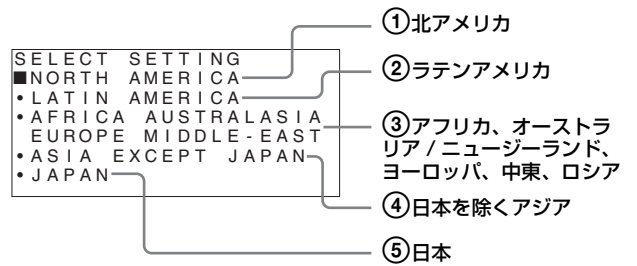 SELECT SETTING
■NORTH AMERICA
•LATIN AMERICA
•AFRICA AUSTRALASIA
EUROPE MIDDLE-EAST
•ASIA EXCEPT JAPAN
•JAPAN
①北アメリカ
②ラテンアメリカ
③アフリカ、オーストラ
リア / ニュージーランド、
ヨーロッパ、中東、ロシア
④日本を除くアジア
⑤日本